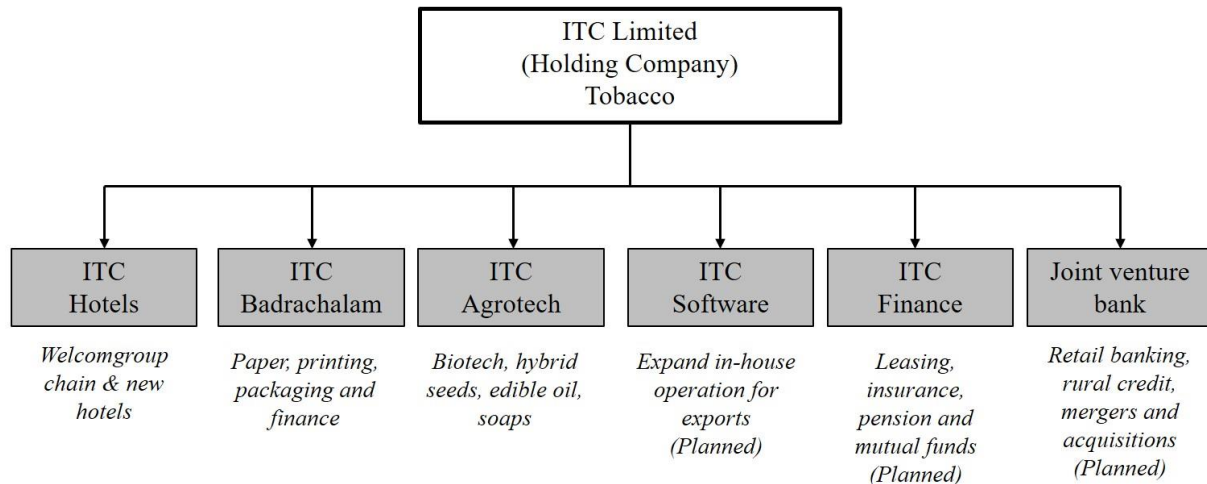 ITC Limited
(Holding Company)
Tobacco
ITC
Hotels
Welcomgroup
chain & new
hotels
ITC
Badrachalam
Paper, printing,
packaging and
finance
ITC
Agrotech
Biotech, hybrid
seeds, edible oil,
soaps
ITC
Software
Expand in-house
operation for
exports
(Planned)
ITC
Finance
Leasing,
insurance,
pension and
mutual funds
(Planned)
Joint venture
bank
Retail banking,
rural credit,
mergers and
acquisitions
(Planned)